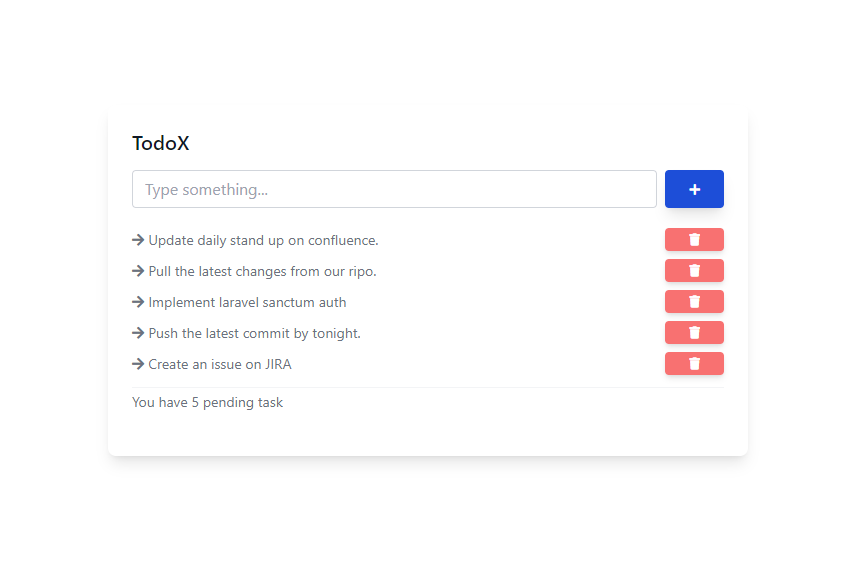 TodoX
Type something...
Update daily stand up on confluence.
Pull the latest changes from our ripo.
Implement laravel sanctum auth
Push the latest commit by tonight.
Create an issue on JIRA
You have 5 pending task